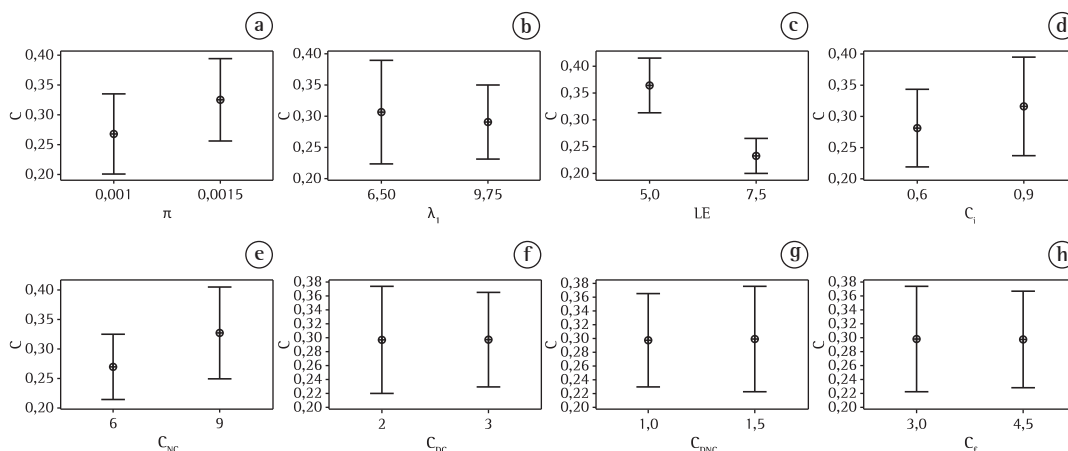 a
b
c
d
0,40
0,35
0,30
0,25
0,20
C
0,001 0,0015
π
0,40
0,35
0,30
0,25
0,20
C
6,50 9,75
λ₁
0,40
0,35
0,30
0,25
0,20
C
5,0 7,5
LE
0,40
0,35
0,30
0,25
0,20
C
0,6 0,9
Cᵢ
e
f
g
h
0,40
0,35
0,30
0,25
0,20
C
6 9
C_NC
0,38
0,36
0,34
0,32
0,30
0,28
0,26
0,24
0,22
0,20
C
2 3
C_DC
0,38
0,36
0,34
0,32
0,30
0,28
0,26
0,24
0,22
0,20
C
1,0 1,5
C_DNC
0,38
0,36
0,34
0,32
0,30
0,28
0,26
0,24
0,22
0,20
C
3,0 4,5
C_f